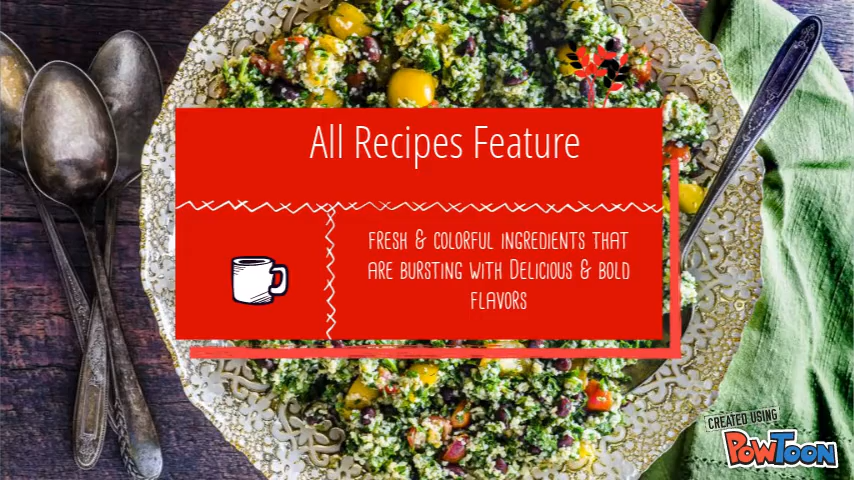 All Recipes Feature
FRESH & COLORFUL INGREDIENTS THAT
ARE BURSTING WITH DELICIOUS & BOLD
FLAVORS
CREATED USING
POWTOON